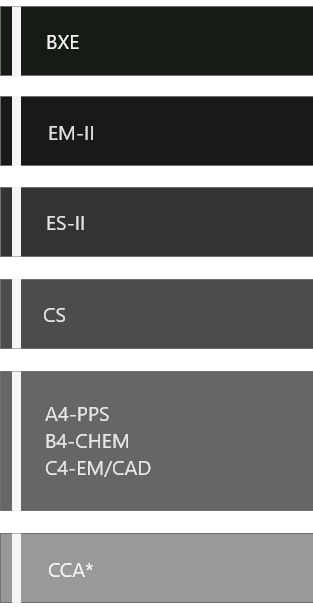 BXE
EM-II
ES-II
CS
A4-PPS
B4-CHEM
C4-EM/CAD
CCA*